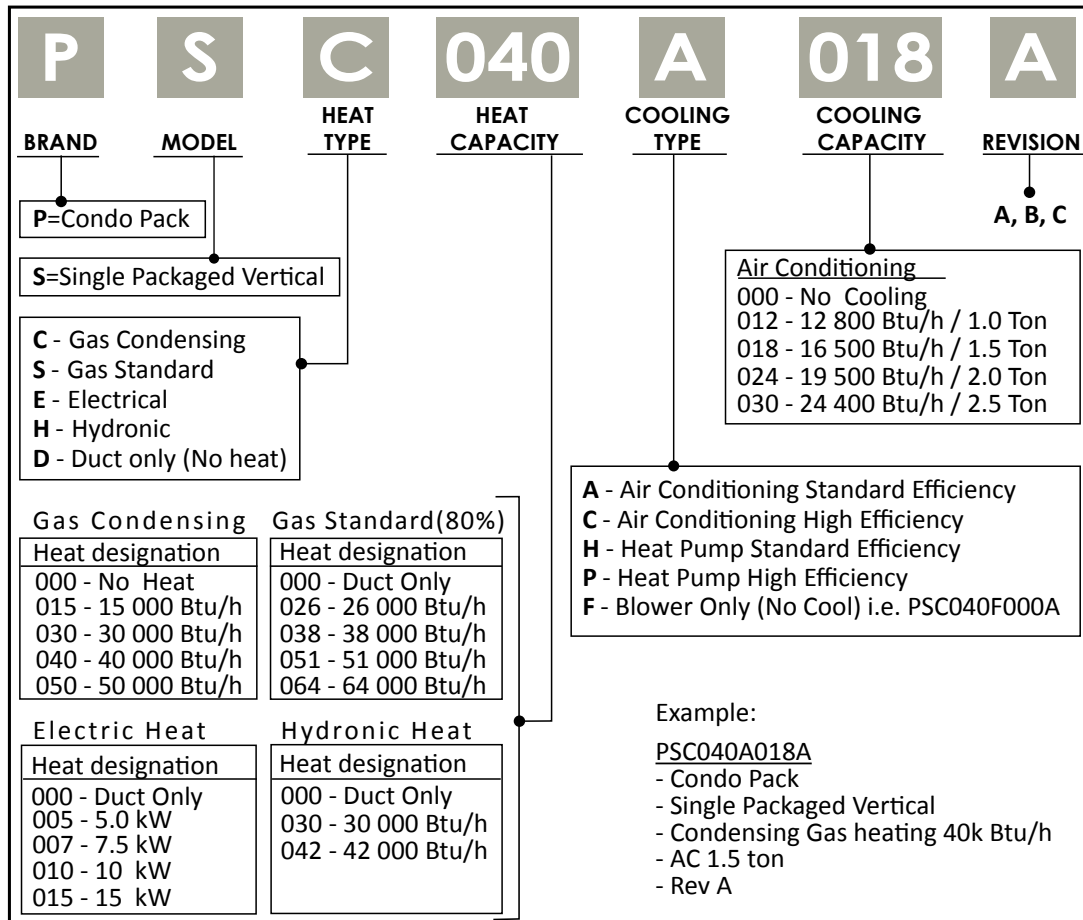 P S C 040 A 018 A
BRAND
MODEL
HEAT
TYPE
HEAT
CAPACITY
COOLING
TYPE
COOLING
CAPACITY
REVISION
P=Condo Pack
A, B, C
S=Single Packaged Vertical
Air Conditioning
000 - No Cooling
012 - 12 800 Btu/h / 1.0 Ton
018 - 16 500 Btu/h / 1.5 Ton
024 - 19 500 Btu/h / 2.0 Ton
030 - 24 400 Btu/h / 2.5 Ton
C - Gas Condensing
S - Gas Standard
E - Electrical
H - Hydronic
D - Duct only (No heat)
A - Air Conditioning Standard Efficiency
C - Air Conditioning High Efficiency
H - Heat Pump Standard Efficiency
P - Heat Pump High Efficiency
F - Blower Only (No Cool) i.e. PSC040F000A
Gas Condensing
Heat designation
000 - No Heat
015 - 15 000 Btu/h
030 - 30 000 Btu/h
040 - 40 000 Btu/h
050 - 50 000 Btu/h
Gas Standard(80%)
Heat designation
000 - Duct Only
026 - 26 000 Btu/h
038 - 38 000 Btu/h
051 - 51 000 Btu/h
064 - 64 000 Btu/h
Electric Heat
Heat designation
000 - Duct Only
005 - 5.0 kW
007 - 7.5 kW
010 - 10 kW
015 - 15 kW
Hydronic Heat
Heat designation
000 - Duct Only
030 - 30 000 Btu/h
042 - 42 000 Btu/h
Example:
PSC040A018A
- Condo Pack
- Single Packaged Vertical
- Condensing Gas heating 40k Btu/h
- AC 1.5 ton
- Rev A